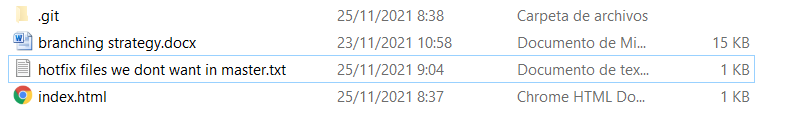 .git 25/11/2021 8:38 Carpeta de archivos
branching strategy.docx 23/11/2021 10:58 Documento de Mi... 15 KB
hotfix files we dont want in master.txt 25/11/2021 9:04 Documento de tex... 1 KB
index.html 25/11/2021 8:37 Chrome HTML Do... 1 KB